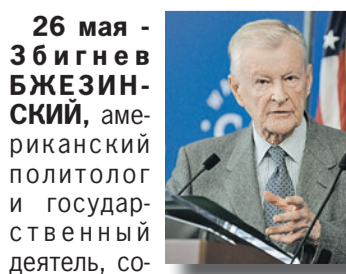 26 мая -
Збигнев
БЖЕЗИН-
СКИЙ, аме-
риканский
политолог
и государ-
ственный
деятель, со-